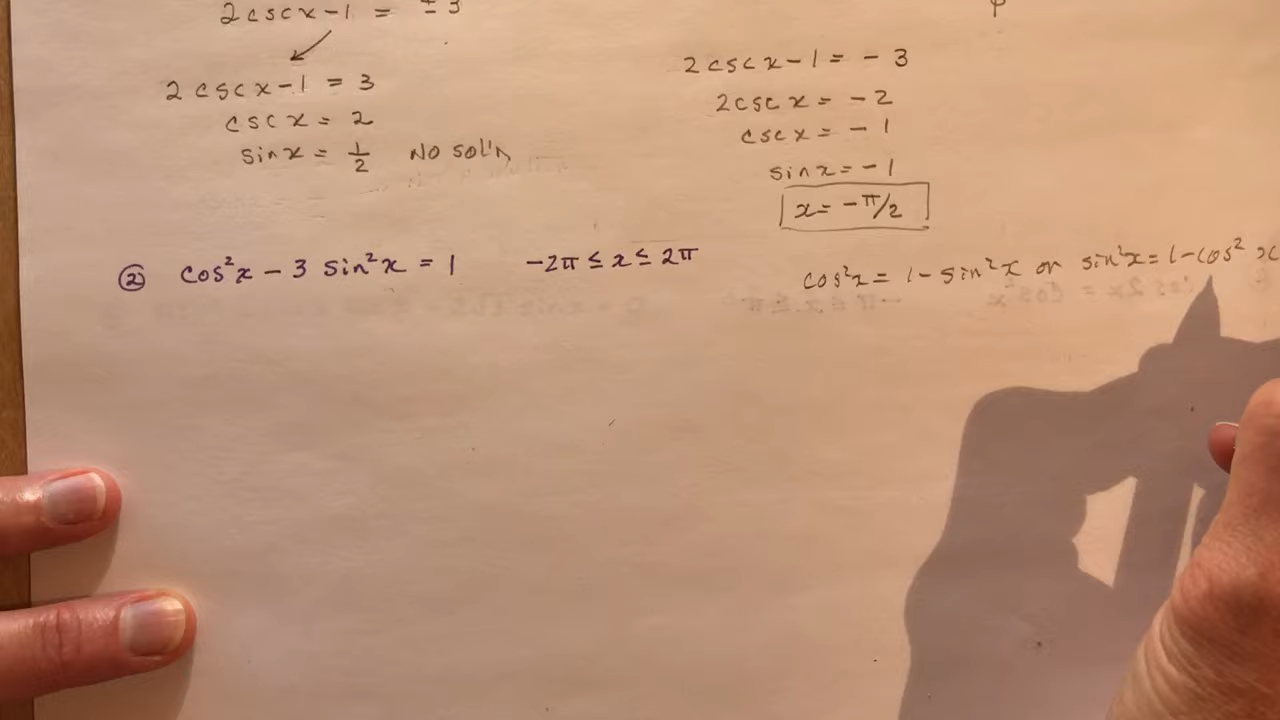 2cscx-1 = ±3
2cscx-1 = 3
cscx = 2
sinx = 1/2 NO sol'n
2cscx-1 = -3
2cscx = -2
cscx = -1
sinx = -1
x = -π/2
② cos²x - 3 sin²x = 1 -2π ≤ x ≤ 2π
cos²x = 1-sin²x or sin²x = 1-cos²x